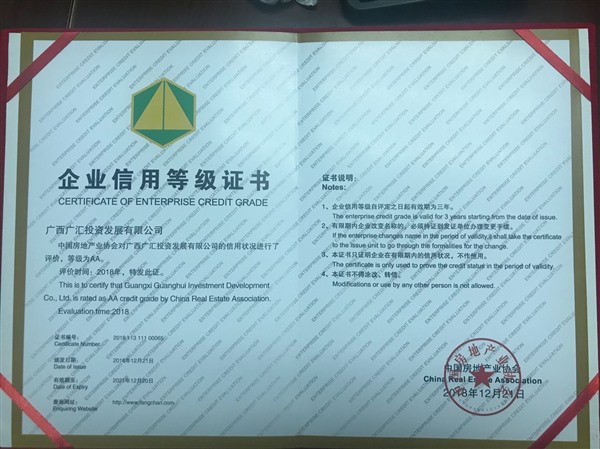 企业信用等级证书
CERTIFICATE OF ENTERPRISE CREDIT GRADE
广西广汇投资发展有限公司
中国房地产业协会对广西广汇投资发展有限公司的信用状况进行了
评价，等级为AA。
评价时间：2018年，特发此证。
This is to certify that Guangxi Guanghui Investment Development
Co., Ltd. is rated as AA credit grade by China Real Estate Association.
Evaluation time:2018.
证书编号：
Certificate Number
2018 113 111 00065
颁发日期：
Date of Issue
2018年12月21日
有效期至：
Date of Expiry
2021年12月20日
查询网址：
Enquiring Website
http://www.fangchan.com
证书说明：
Notes:
1、企业信用等级自评定之日起有效期为三年。
The enterprise credit grade is valid for 3 years starting from the date of issue.
2、有效期内企业改变名称的，必须持证到发证单位办理变更手续。
If the enterprise changes name in the period of validity,it shall take the certificate
to the issue unit to go through the formalities for the change.
3、本证书只证明企业在有效期内的信用状况，不作他用。
The certificate is only used to prove the credit status in the period of validity.
4、本证书不得涂改、转借。
Modifications or use by any other person is not allowed.
中国房地产业协会
China Real Estate Association
2018年12月21日